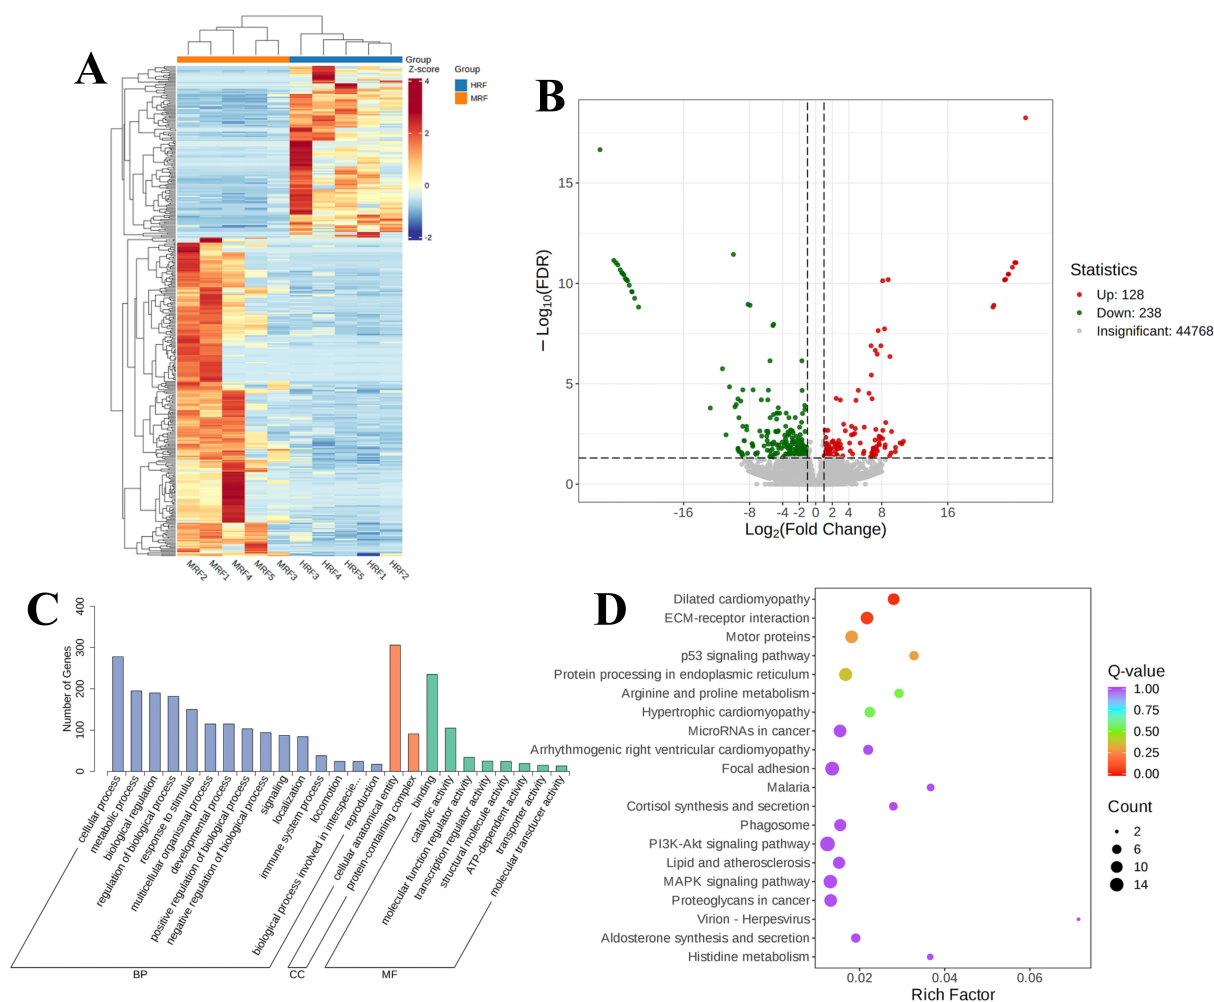 A
Group
Z-score
4
2
0
-2
Group
HRF
MRF
MRF2
MRF1
MRF4
MRF5
MRF3
HRF3
HRF4
HRF5
HRF1
HRF2
B
− Log10(FDR)
15
10
5
0
-16
-8
-4
-2
0
2
4
8
16
Log2(Fold Change)
Statistics
Up: 128
Down: 238
Insignificant: 44768
C
Number of Genes
400
300
200
100
0
cellular process
metabolic process
biological regulation
regulation of biological process
response to stimulus
multicellular organismal process
developmental process
positive regulation of biological process
negative regulation of biological process
signaling
localization
immune system process
locomotion
biological process involved in interspecie...
reproduction
cellular anatomical entity
protein-containing complex
binding
catalytic activity
molecular function regulator activity
transcription regulator activity
structural molecule activity
ATP-dependent activity
transporter activity
molecular transducer activity
BP
CC
MF
D
Dilated cardiomyopathy
ECM-receptor interaction
Motor proteins
p53 signaling pathway
Protein processing in endoplasmic reticulum
Arginine and proline metabolism
Hypertrophic cardiomyopathy
MicroRNAs in cancer
Arrhythmogenic right ventricular cardiomyopathy
Focal adhesion
Malaria
Cortisol synthesis and secretion
Phagosome
PI3K-Akt signaling pathway
Lipid and atherosclerosis
MAPK signaling pathway
Proteoglycans in cancer
Virion - Herpesvirus
Aldosterone synthesis and secretion
Histidine metabolism
0.02
0.04
0.06
Rich Factor
Q-value
1.00
0.75
0.50
0.25
0.00
Count
2
6
10
14